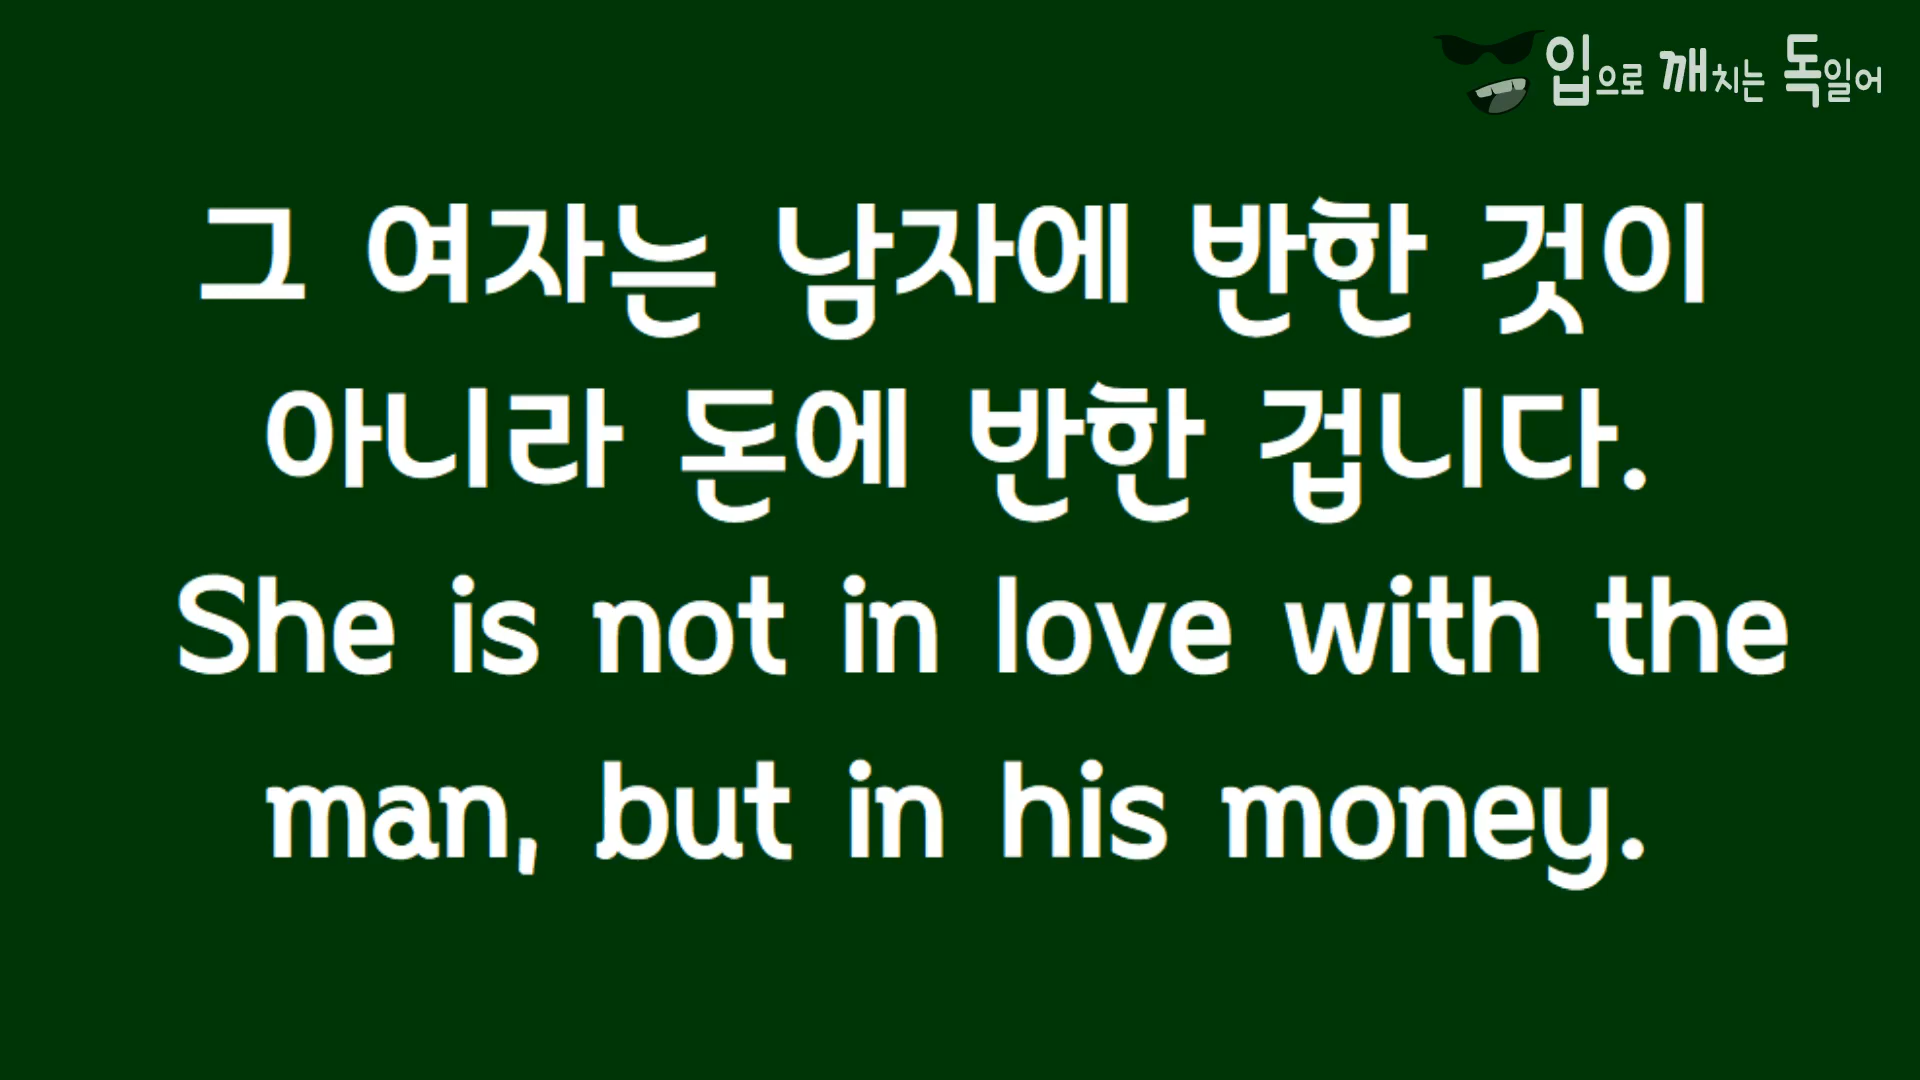 입으로 깨치는 독일어
그 여자는 남자에 반한 것이
아니라 돈에 반한 겁니다.
She is not in love with the
man, but in his money.